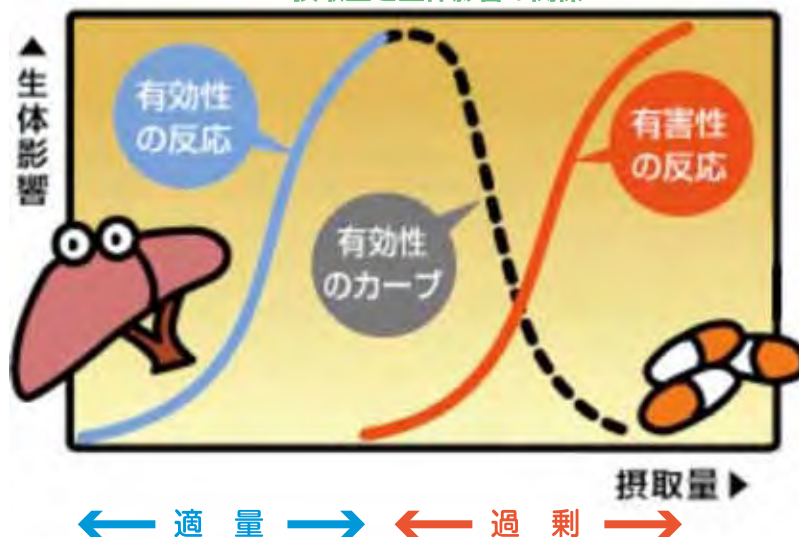 ▲生体影響
有効性
の反応
有害性
の反応
有効性
のカーブ
摂取量▶
適 量
過 剰